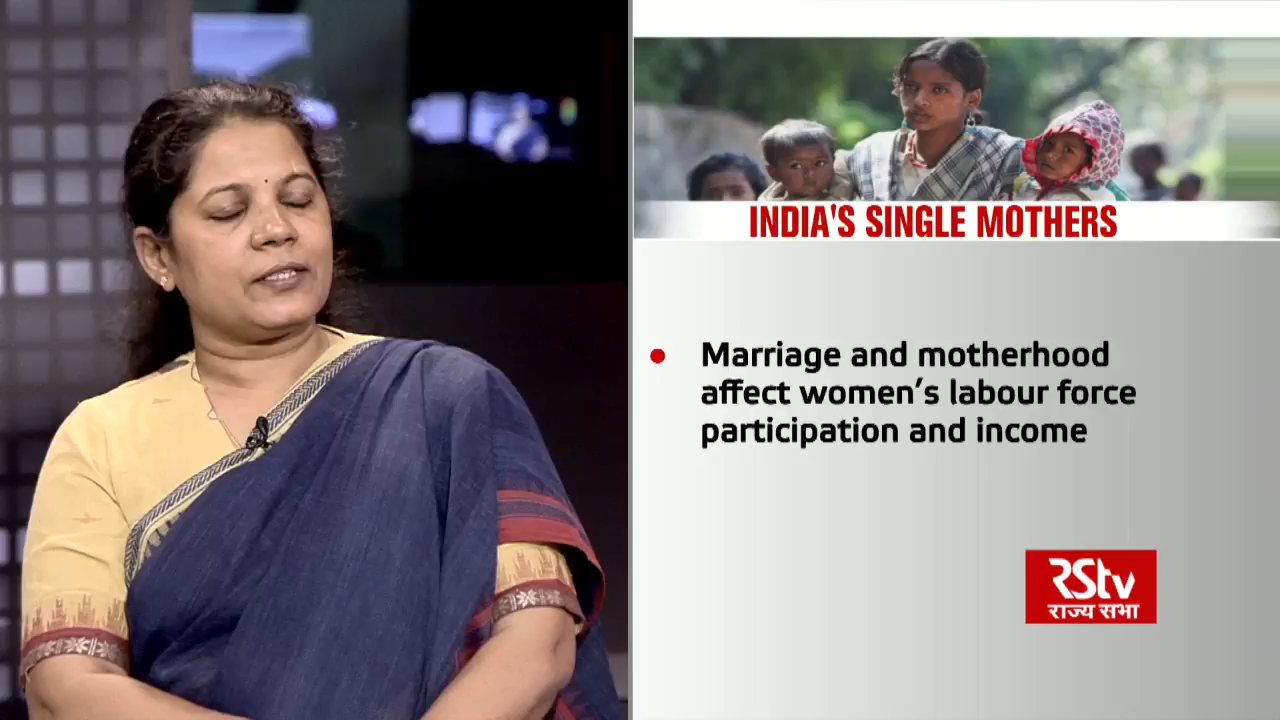 INDIA'S SINGLE MOTHERS
Marriage and motherhood
affect women's labour force
participation and income
RStv
राज्य सभा